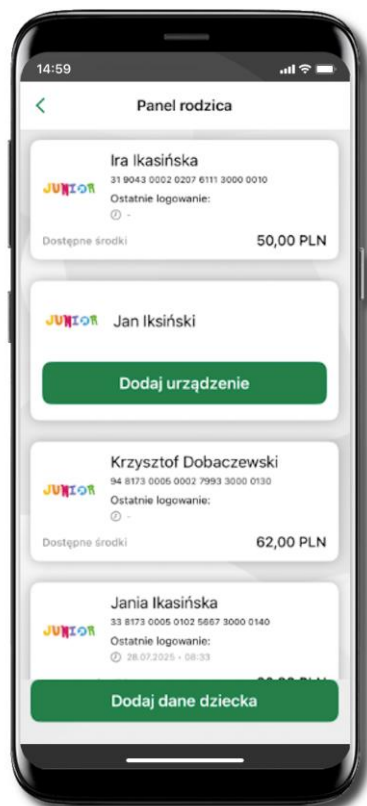 14:59
Panel rodzica
Ira Ikasińska
31 9043 0002 0207 6111 3000 0010
JUNIOR
Ostatnie logowanie:
-
Dostępne środki 50,00 PLN
JUNIOR Jan Iksiński
Dodaj urządzenie
Krzysztof Dobaczewski
94 8173 0005 0002 7993 3000 0130
JUNIOR
Ostatnie logowanie:
-
Dostępne środki 62,00 PLN
Jania Ikasińska
33 8173 0005 0102 5667 3000 0140
JUNIOR
Ostatnie logowanie:
28.07.2025 - 08:33
Dodaj dane dziecka